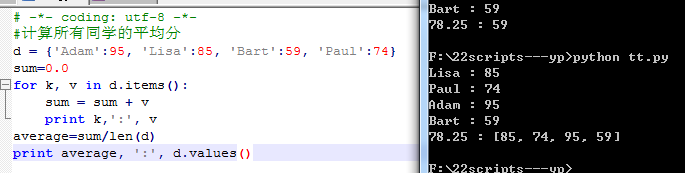 # -*- coding: utf-8 -*-
#计算所有同学的平均分
d = {'Adam':95, 'Lisa':85, 'Bart':59, 'Paul':74}
sum=0.0
for k, v in d.items():
    sum = sum + v
    print k,':', v
average=sum/len(d)
print average, ':', d.values()
Bart : 59
78.25 : 59
F:\22scripts---yp>python tt.py
Lisa : 85
Paul : 74
Adam : 95
Bart : 59
78.25 : [85, 74, 95, 59]
F:\22scripts---yp>